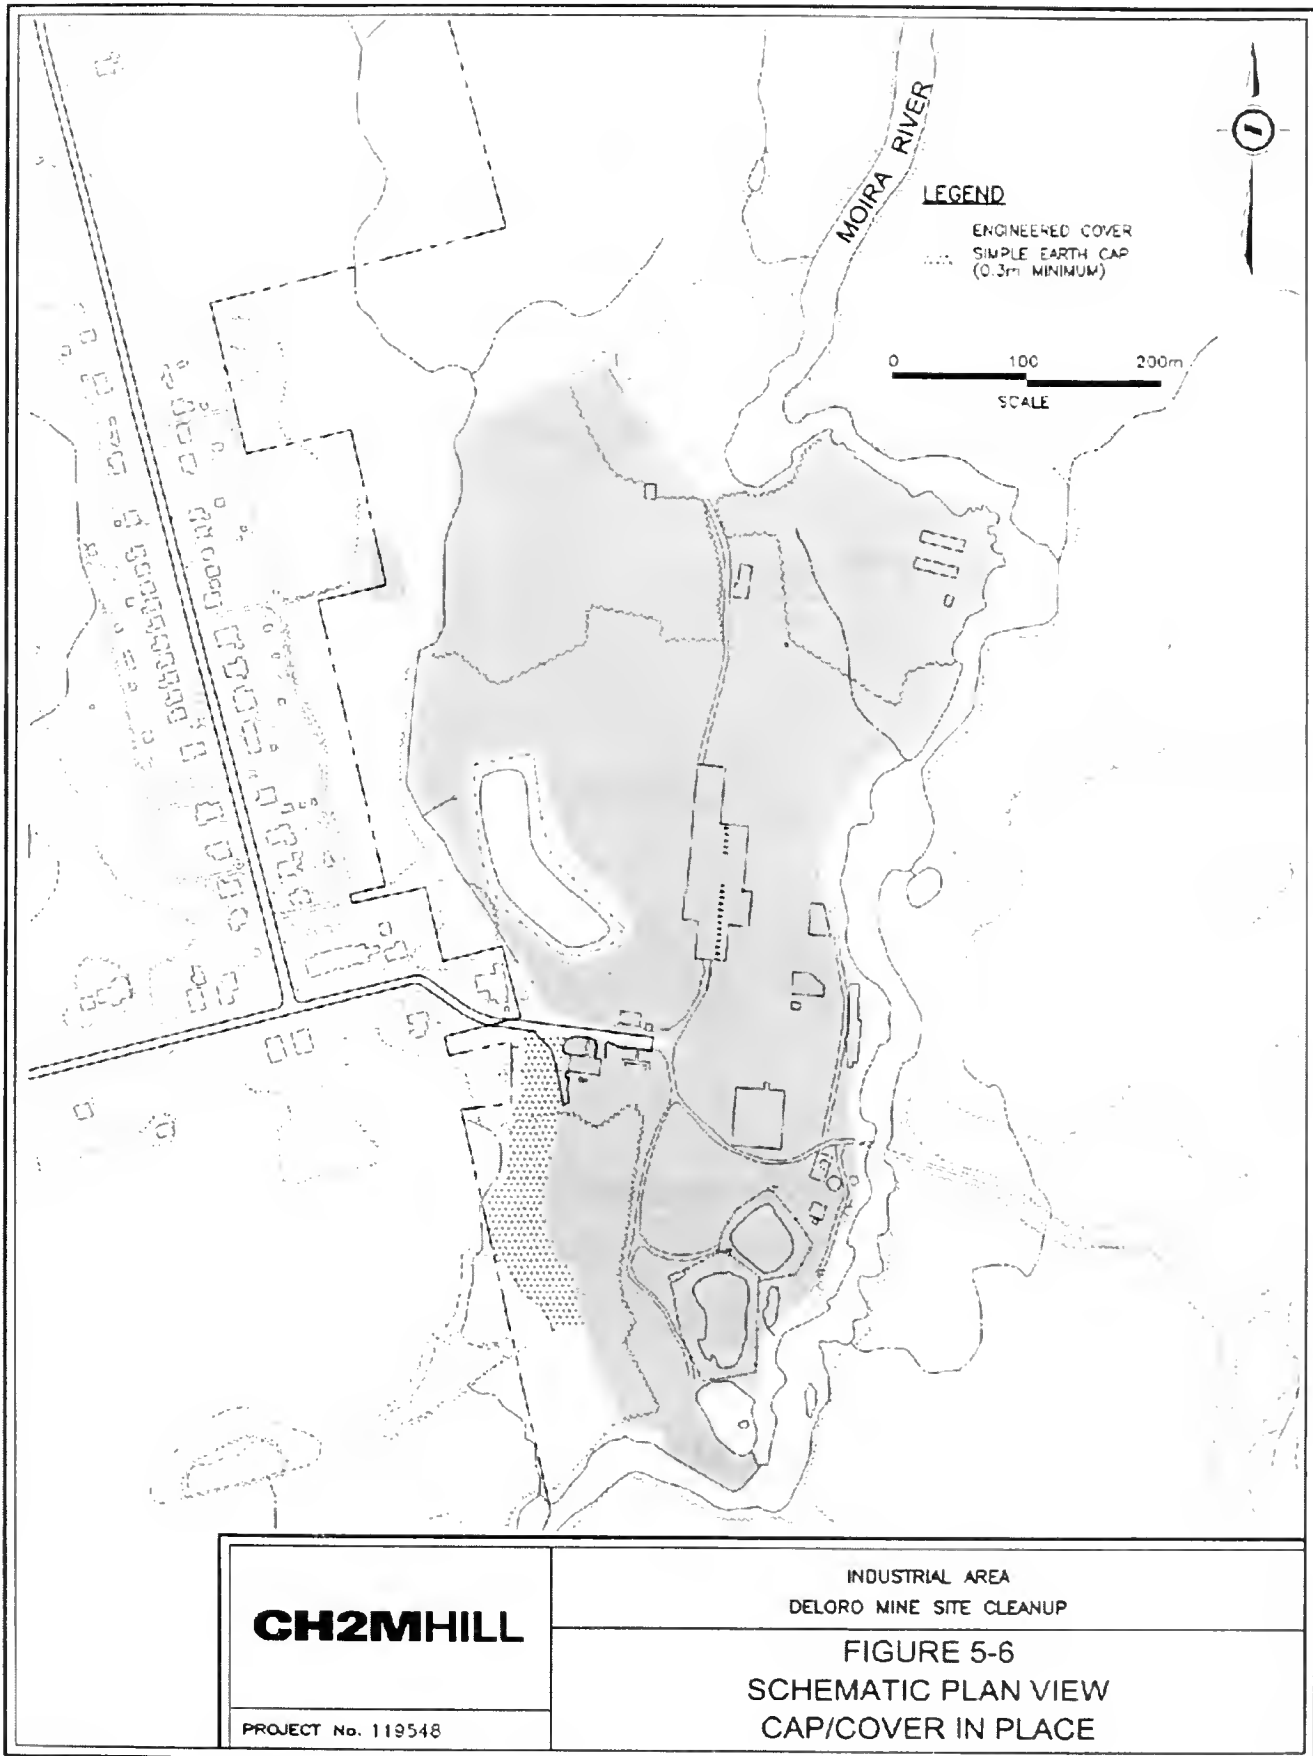 MOIRA RIVER
LEGEND
ENGINEERED COVER
SIMPLE EARTH CAP
(0.3m MINIMUM)
0 100 200m
SCALE
CH2MHILL
PROJECT No. 119548
INDUSTRIAL AREA
DELORO MINE SITE CLEANUP
FIGURE 5-6
SCHEMATIC PLAN VIEW
CAP/COVER IN PLACE